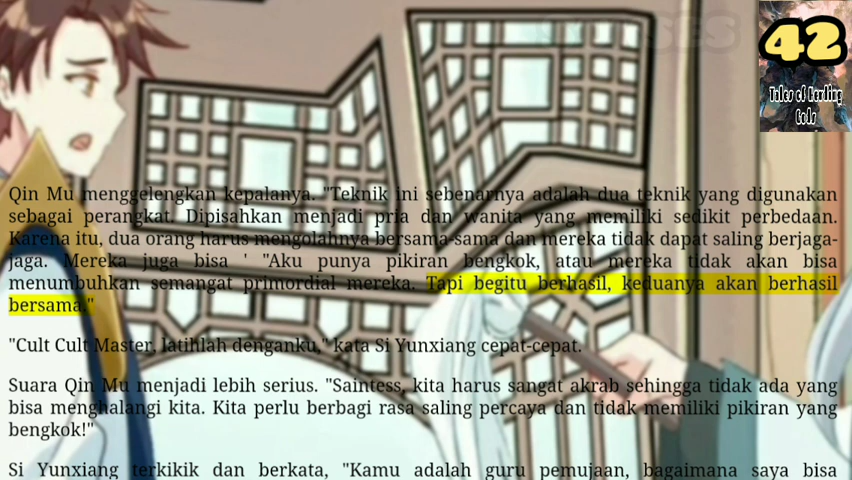 42
Tales of Herding
Gods
Qin Mu menggelengkan kepalanya. "Teknik ini sebenarnya adalah dua teknik yang digunakan
sebagai perangkat. Dipisahkan menjadi pria dan wanita yang memiliki sedikit perbedaan.
Karena itu, dua orang harus mengolahnya bersama-sama dan mereka tidak dapat saling berjaga-
jaga. Mereka juga bisa ' "Aku punya pikiran bengkok, atau mereka tidak akan bisa
menumbuhkan semangat primordial mereka. Tapi begitu berhasil, keduanya akan berhasil
bersama."
"Cult Cult Master, latihlah denganku," kata Si Yunxiang cepat-cepat.
Suara Qin Mu menjadi lebih serius. "Saintess, kita harus sangat akrab sehingga tidak ada yang
bisa menghalangi kita. Kita perlu berbagi rasa saling percaya dan tidak memiliki pikiran yang
bengkok!"
Si Yunxiang terkikik dan berkata, "Kamu adalah guru pemujaan, bagaimana saya bisa